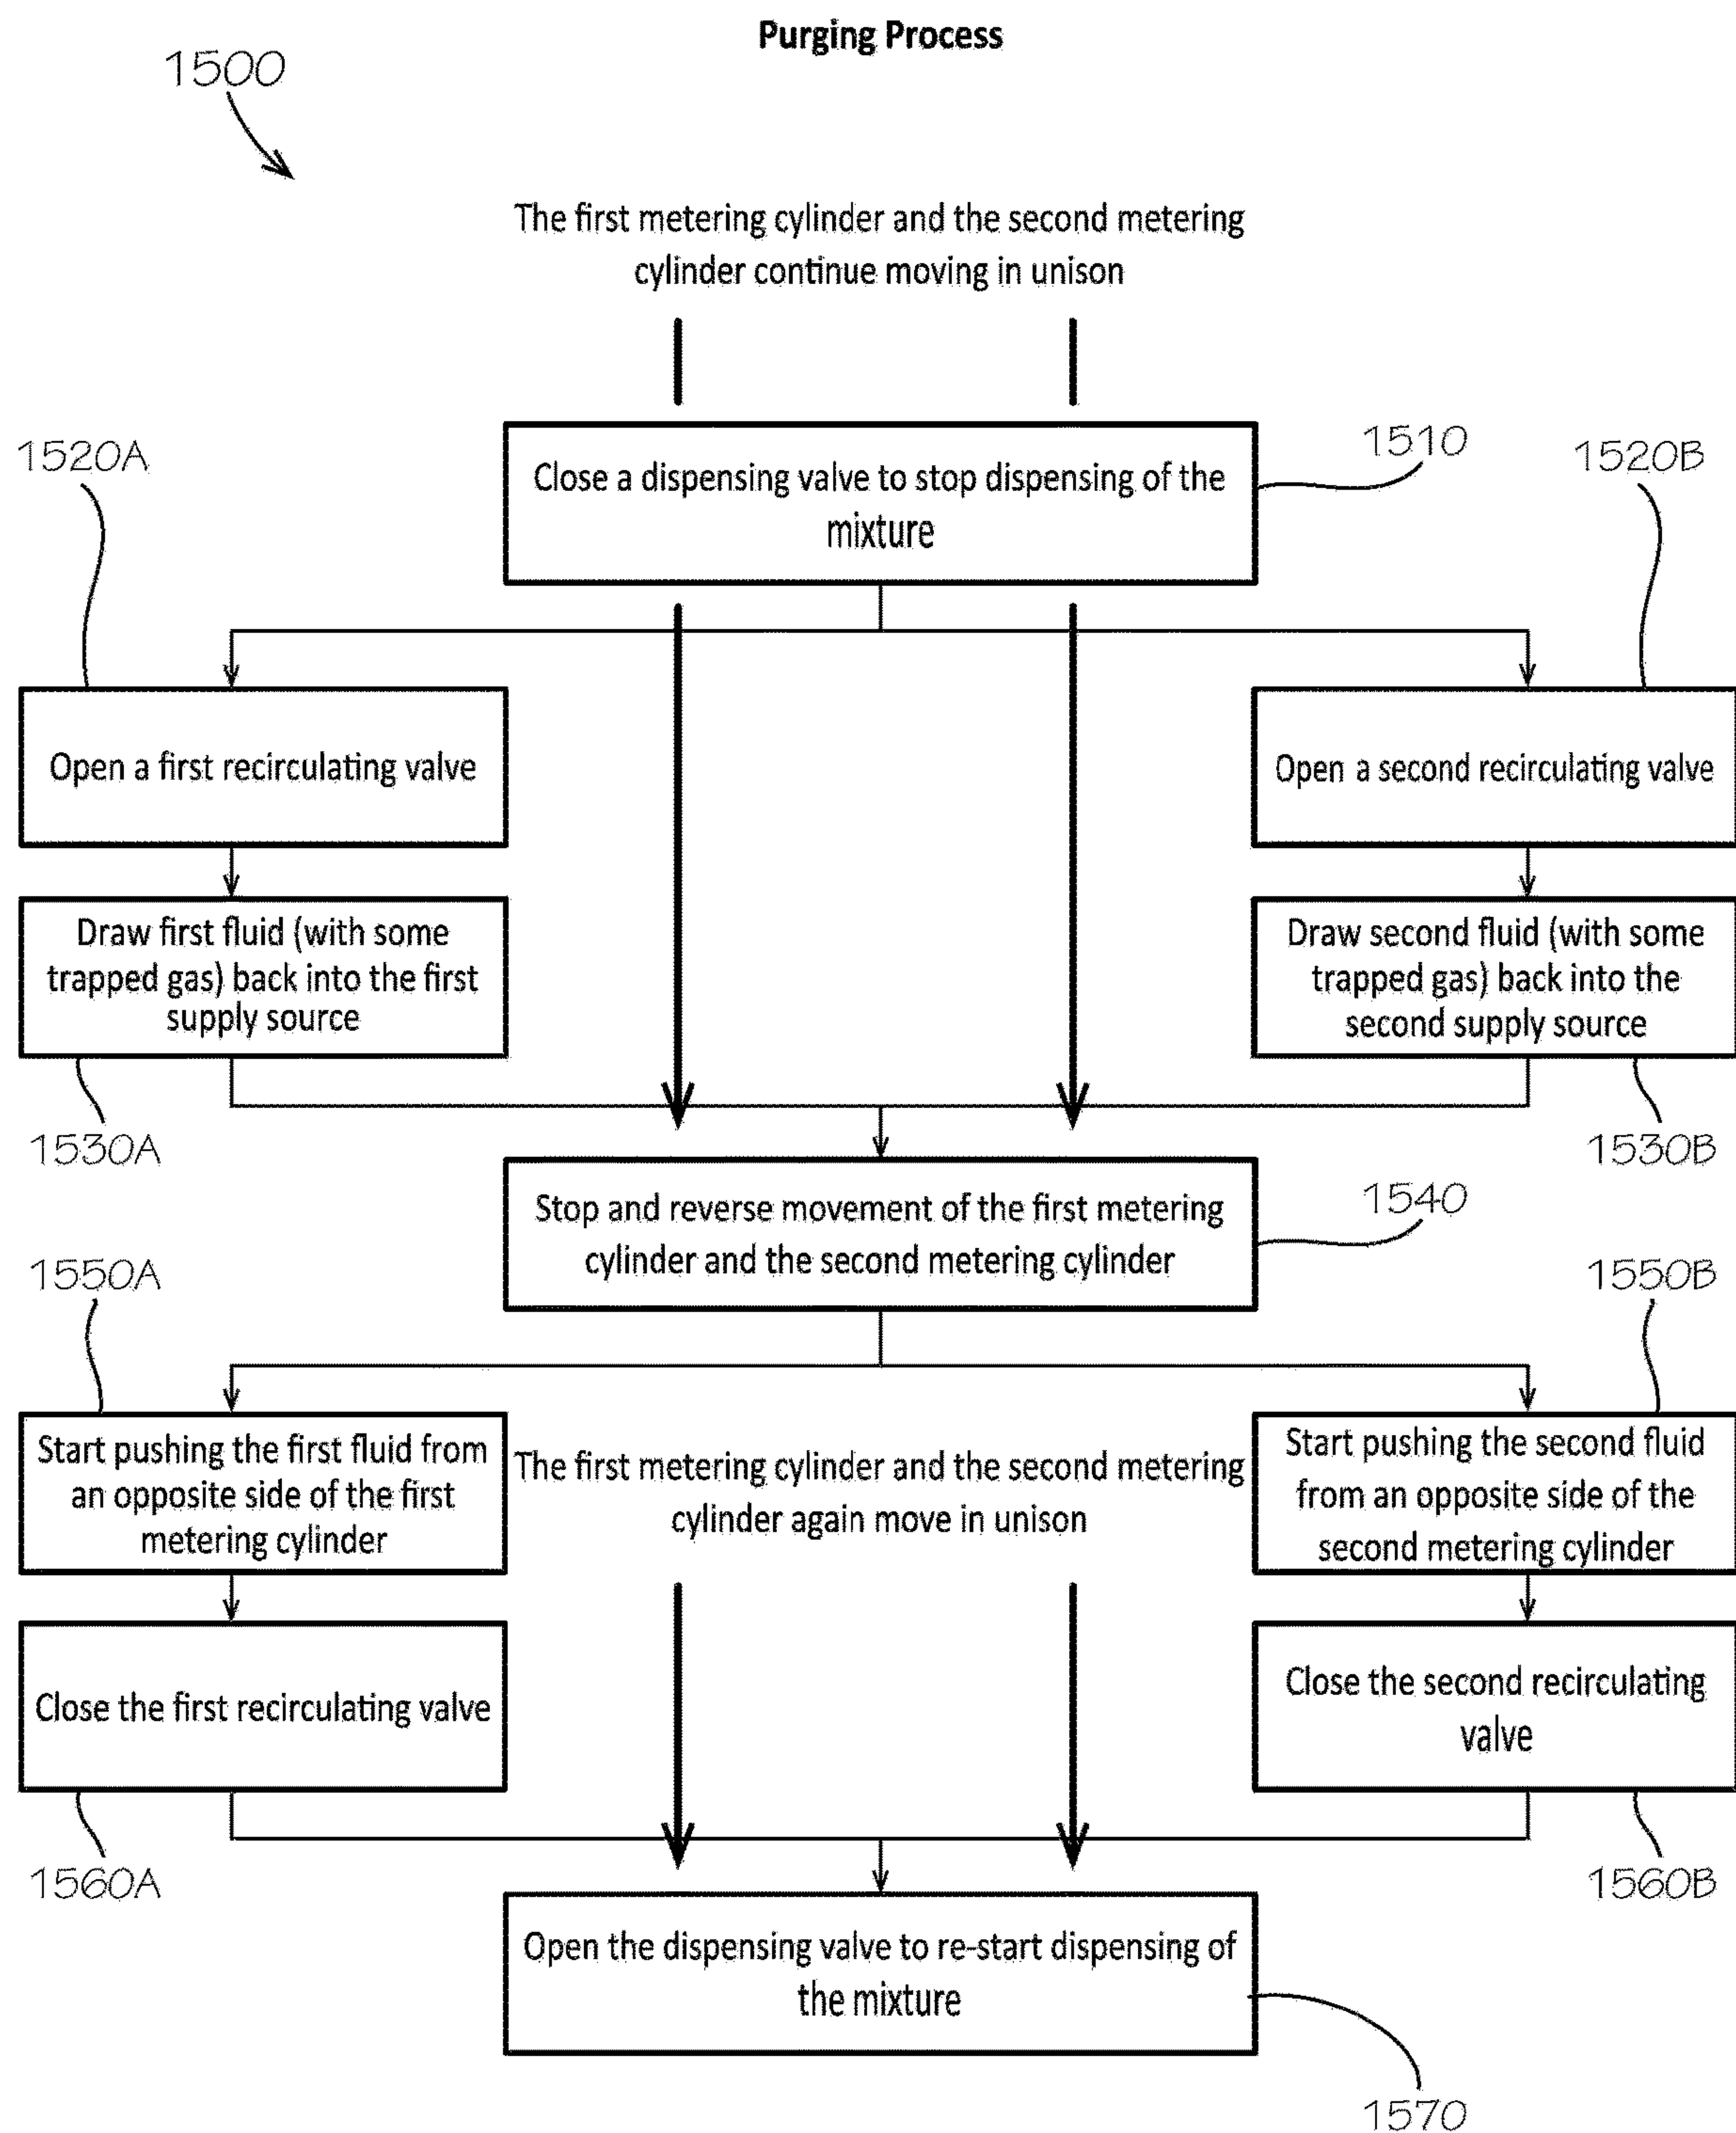 Purging Process
1500
The first metering cylinder and the second metering
cylinder continue moving in unison
1510
1520A
1520B
Close a dispensing valve to stop dispensing of the
mixture
Open a first recirculating valve
Open a second recirculating valve
Draw first fluid (with some
trapped gas) back into the first
supply source
Draw second fluid (with some
trapped gas) back into the
second supply source
1530A
1530B
1540
Stop and reverse movement of the first metering
cylinder and the second metering cylinder
1550A
1550B
Start pushing the first fluid from
an opposite side of the first
metering cylinder
The first metering cylinder and the second metering
cylinder again move in unison
Start pushing the second fluid
from an opposite side of the
second metering cylinder
Close the first recirculating valve
Close the second recirculating
valve
1560A
1560B
Open the dispensing valve to re-start dispensing of
the mixture
1570